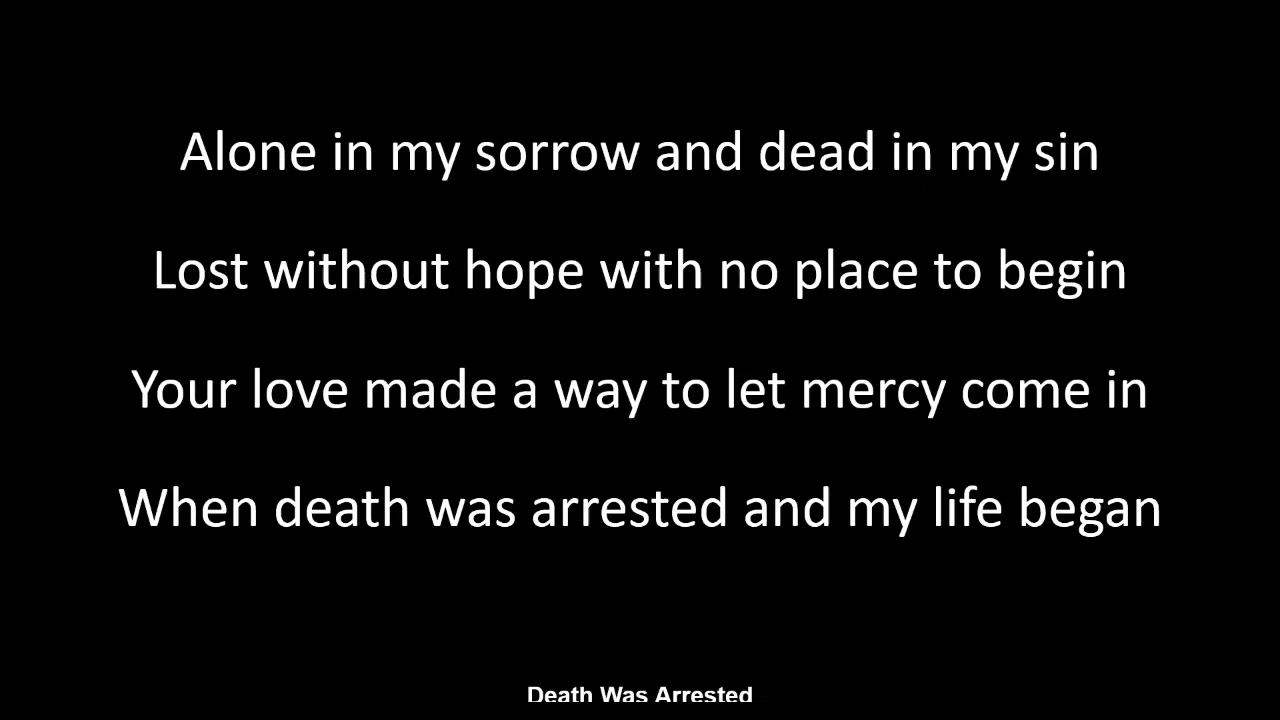 Alone in my sorrow and dead in my sin
Lost without hope with no place to begin
Your love made a way to let mercy come in
When death was arrested and my life began
Death Was Arrested